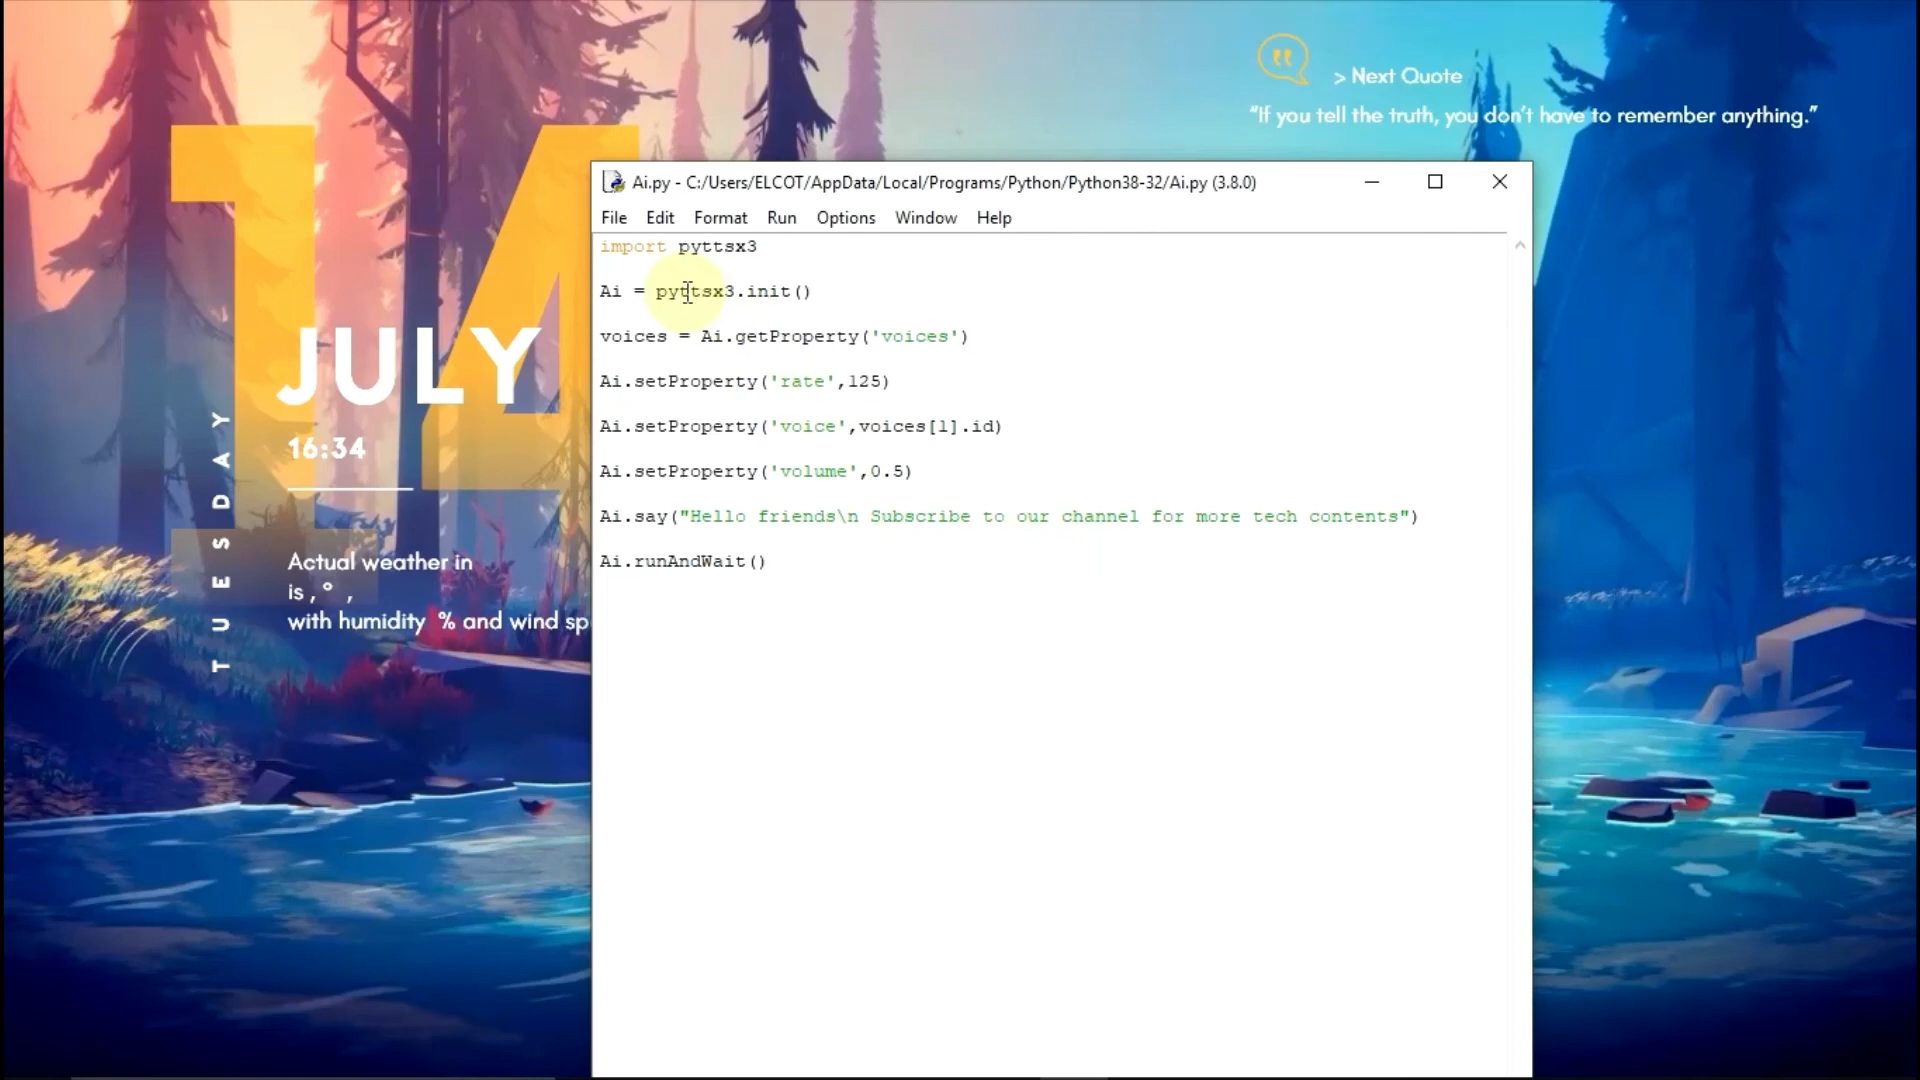 > Next Quote
“If you tell the truth, you don’t have to remember anything.”
14
JULY
16:34
TUESDAY
Actual weather in
is , ° ,
with humidity % and wind sp
Ai.py - C:/Users/ELCOT/AppData/Local/Programs/Python/Python38-32/Ai.py (3.8.0)
File Edit Format Run Options Window Help
import pyttsx3
Ai = pyttsx3.init()
voices = Ai.getProperty('voices')
Ai.setProperty('rate',125)
Ai.setProperty('voice',voices[1].id)
Ai.setProperty('volume',0.5)
Ai.say("Hello friends\n Subscribe to our channel for more tech contents")
Ai.runAndWait()